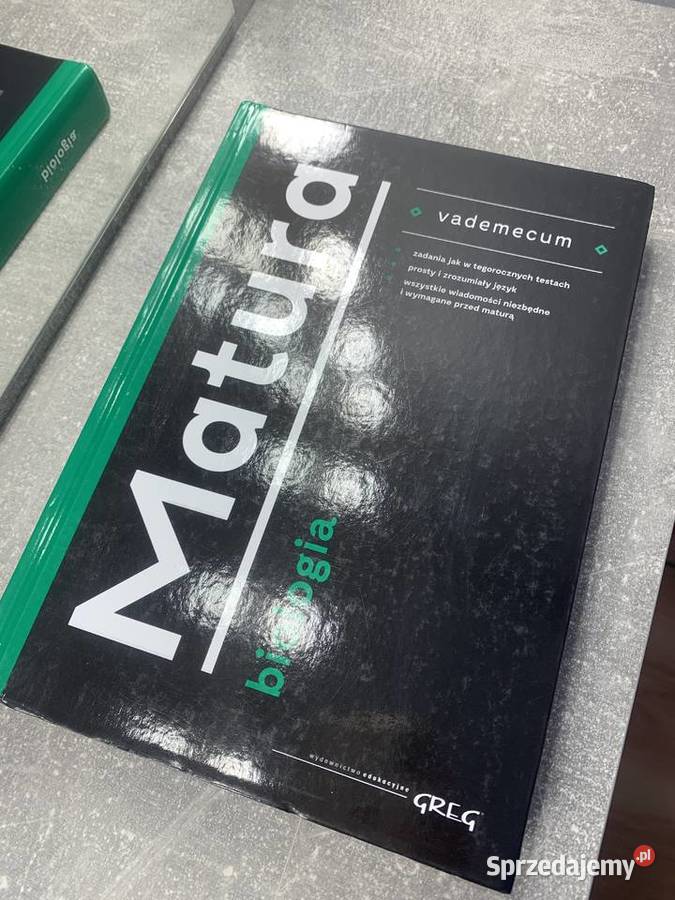 biologia
Matura
biologia
vademecum
zadania jak w tegorocznych testach
prosty i zrozumiały język
wszystkie wiadomości niezbędne
i wymagane przed maturą
wydawnictwo edukacyjne
GREG
Sprzedajemy.pl